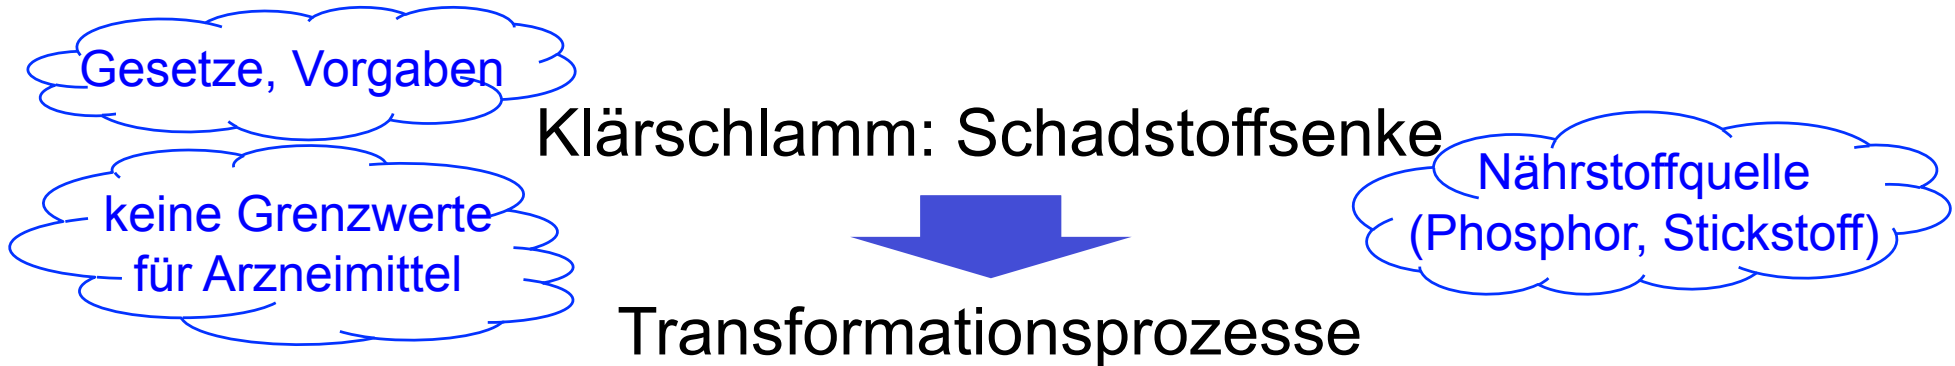 Gesetze, Vorgaben
Klärschlamm: Schadstoffsenke
keine Grenzwerte
für Arzneimittel
Nährstoffquelle
(Phosphor, Stickstoff)
Transformationsprozesse